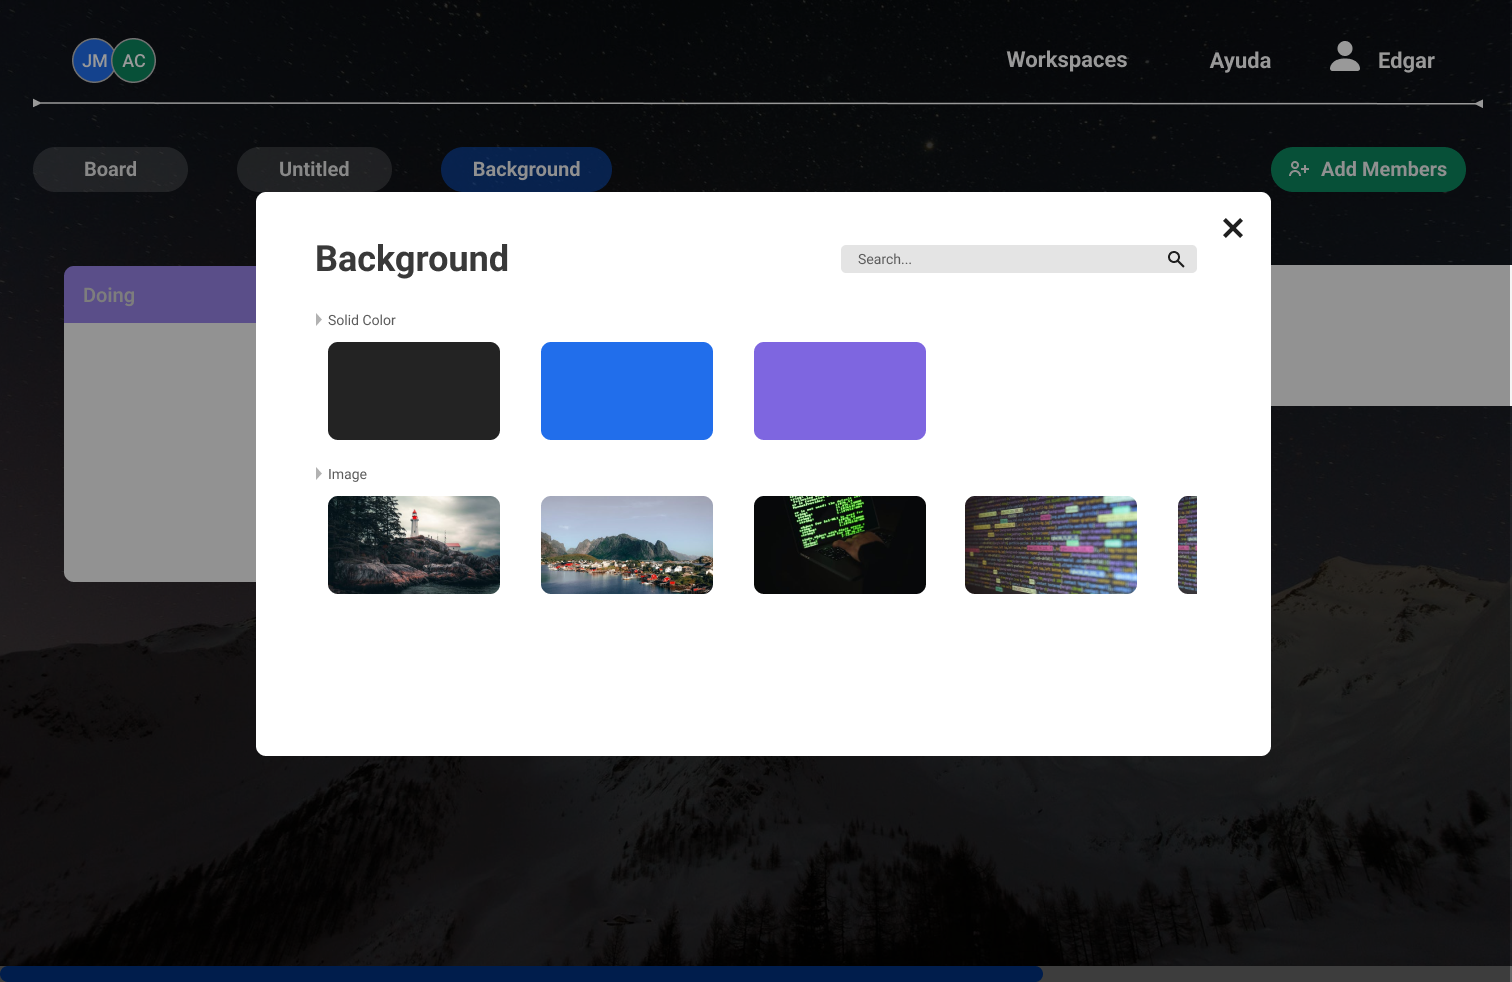 JM AC
Workspaces
Ayuda
Edgar
Board
Untitled
Background
Add Members
Doing
Background
Search...
Solid Color
Image